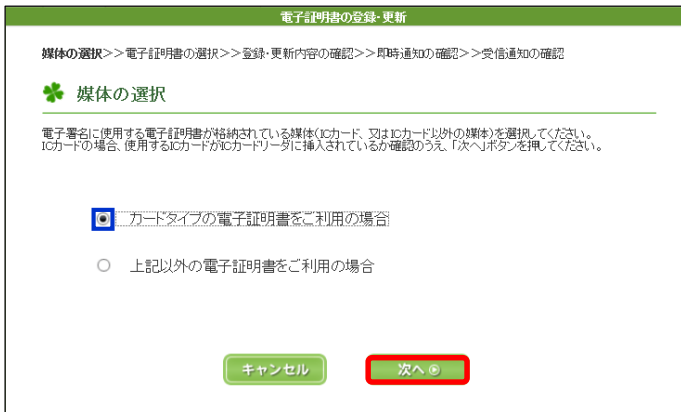 電子証明書の登録・更新
媒体の選択>>電子証明書の選択>>登録・更新内容の確認>>即時通知の確認>>受信通知の確認
媒体の選択
電子署名に使用する電子証明書が格納されている媒体(ICカード、又はICカード以外の媒体)を選択してください。
ICカードの場合、使用するICカードがICカードリーダに挿入されているか確認のうえ、「次へ」ボタンを押してください。
カードタイプの電子証明書をご利用の場合
上記以外の電子証明書をご利用の場合
キャンセル 次へ